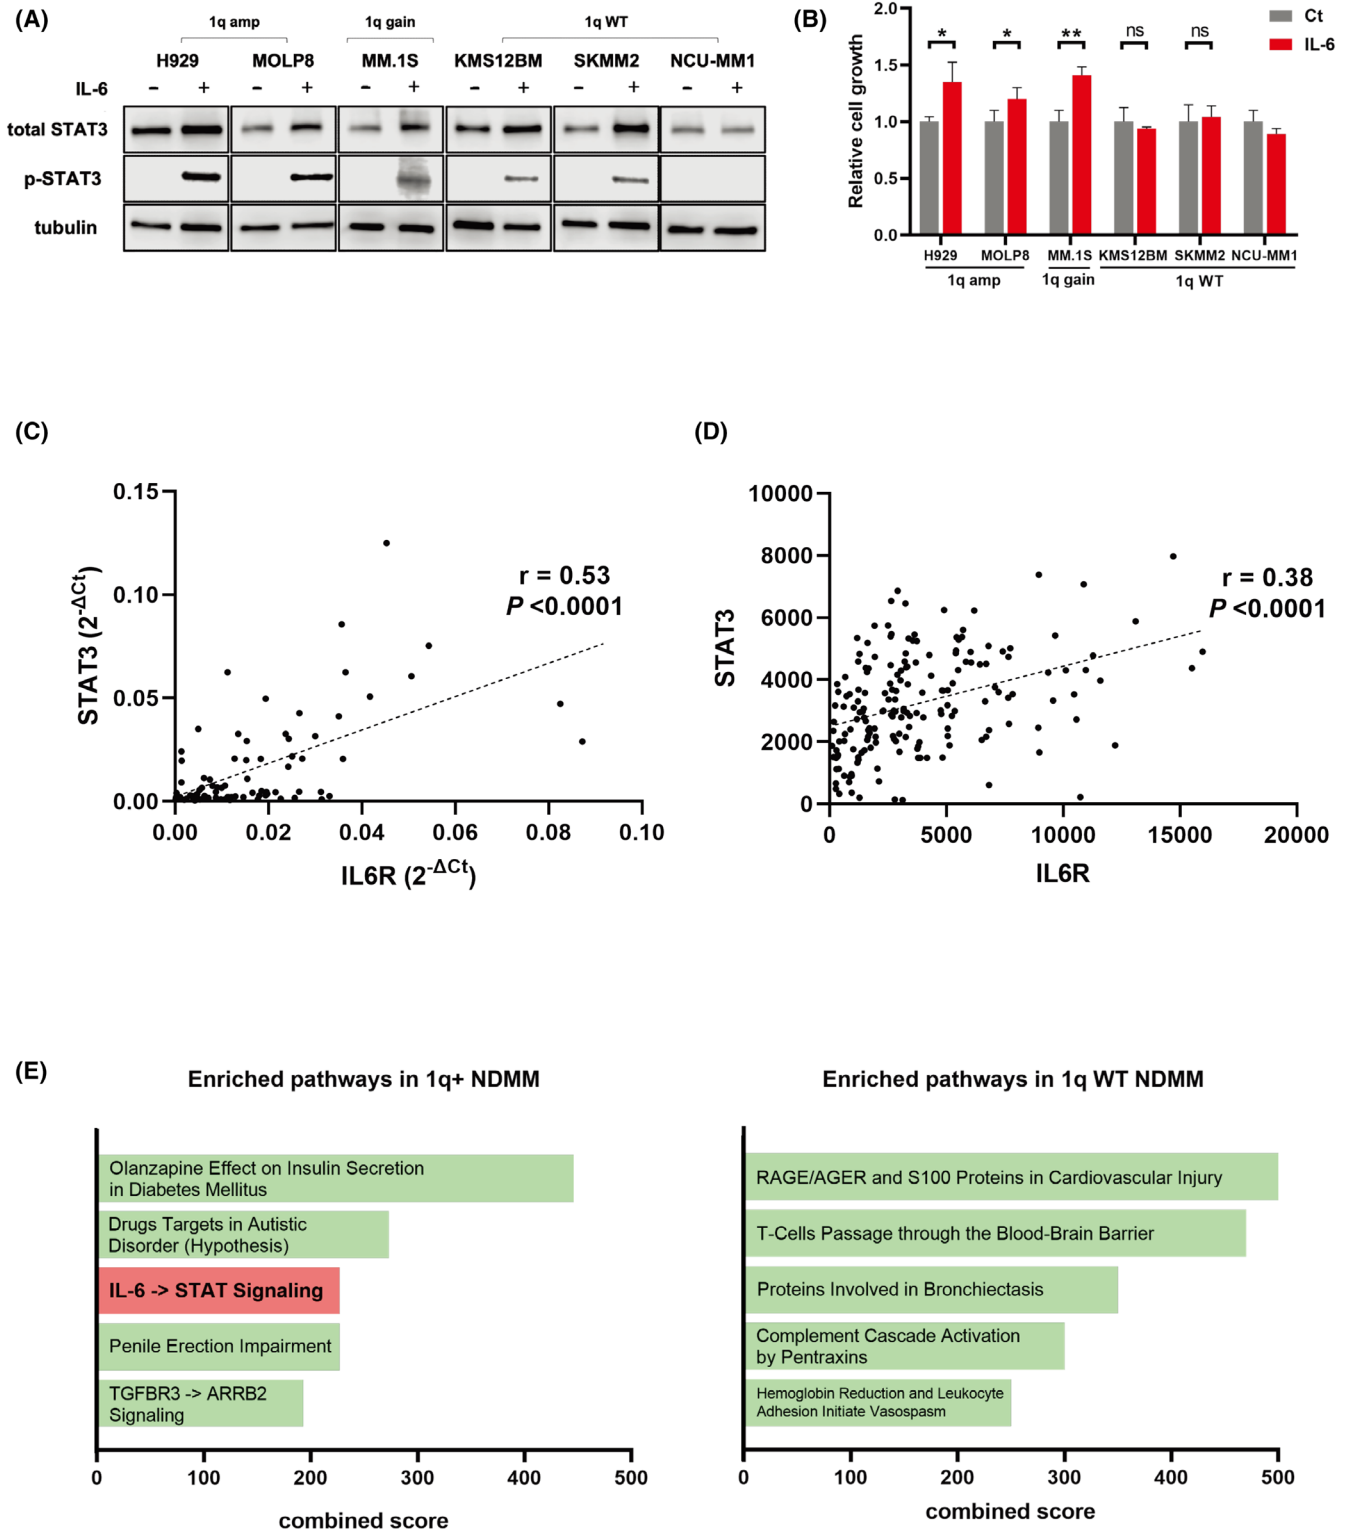 (A)
1q amp 1q gain 1q WT
H929 MOLP8 MM.1S KMS12BM SKMM2 NCU-MM1
IL-6 - + - + - + - + - + - +
total STAT3
p-STAT3
tubulin
(B)
Relative cell growth
2.0
1.5
1.0
0.5
0.0
* * ** ns ns
Ct
IL-6
H929 MOLP8 MM.1S KMS12BM SKMM2 NCU-MM1
1q amp 1q gain 1q WT
(C)
STAT3 (2^-ΔCt)
0.15
0.10
0.05
0.00
r = 0.53
P <0.0001
0.00 0.02 0.04 0.06 0.08 0.10
IL6R (2^-ΔCt)
(D)
STAT3
10000
8000
6000
4000
2000
0
r = 0.38
P <0.0001
0 5000 10000 15000 20000
IL6R
(E)
Enriched pathways in 1q+ NDMM
Olanzapine Effect on Insulin Secretion
in Diabetes Mellitus
Drugs Targets in Autistic
Disorder (Hypothesis)
IL-6 -> STAT Signaling
Penile Erection Impairment
TGFBR3 -> ARRB2
Signaling
0 100 200 300 400 500
combined score
Enriched pathways in 1q WT NDMM
RAGE/AGER and S100 Proteins in Cardiovascular Injury
T-Cells Passage through the Blood-Brain Barrier
Proteins Involved in Bronchiectasis
Complement Cascade Activation
by Pentraxins
Hemoglobin Reduction and Leukocyte
Adhesion Initiate Vasospasm
0 100 200 300 400 500
combined score